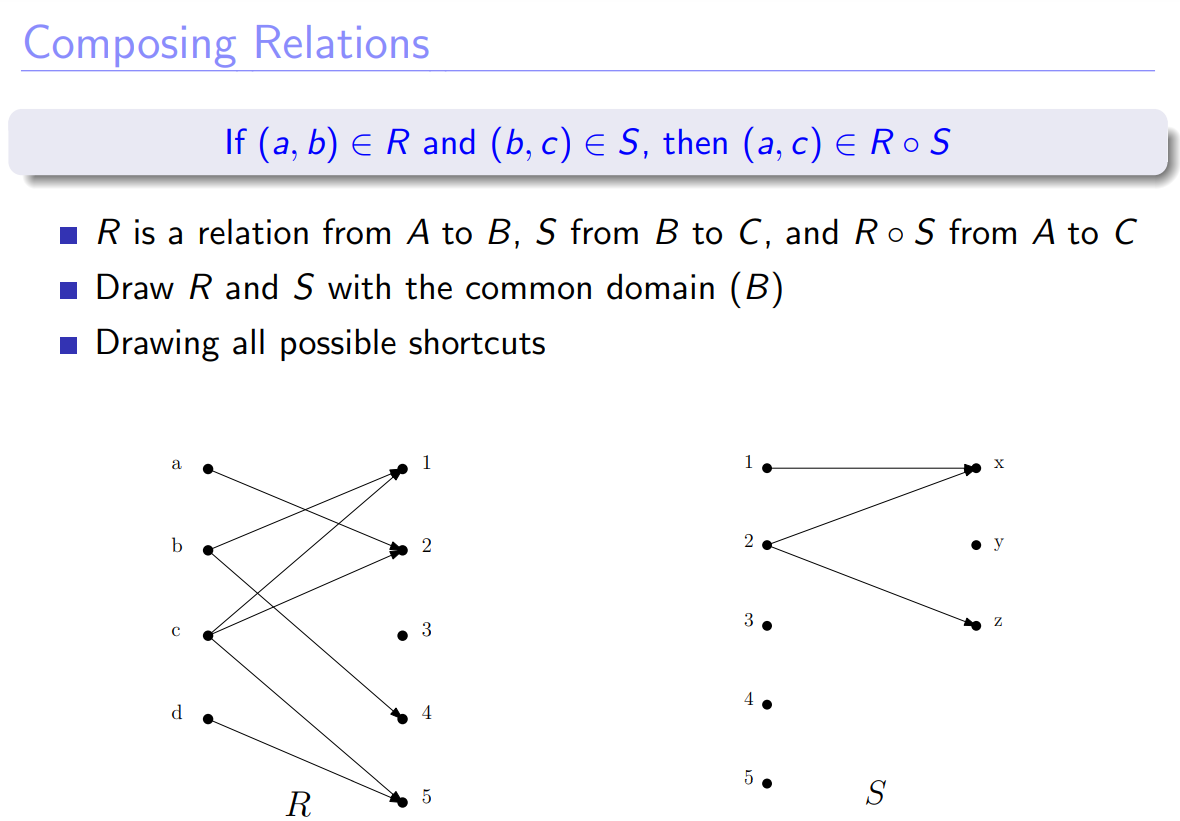 Composing Relations
If (a, b) ∈ R and (b, c) ∈ S, then (a, c) ∈ R ∘ S
R is a relation from A to B, S from B to C, and R ∘ S from A to C
Draw R and S with the common domain (B)
Drawing all possible shortcuts
a 1 1 x
b 2 2 y
c 3 3 z
d 4 4
5 5
R S